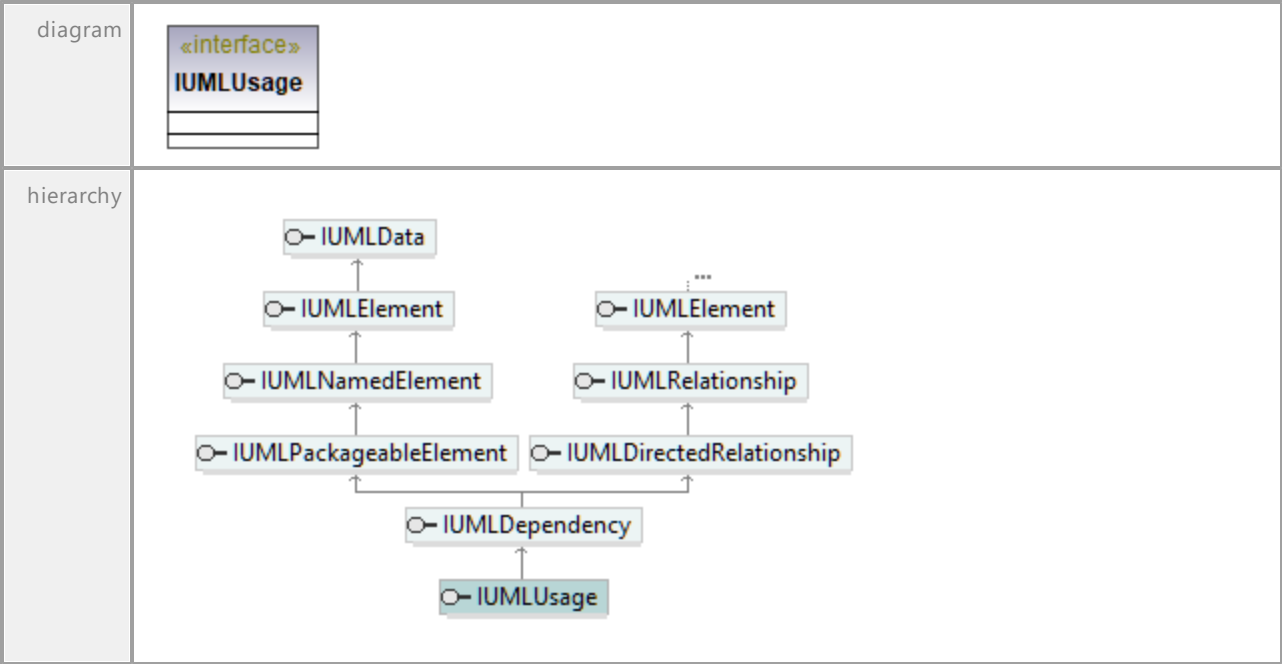 diagram
«interface»
IUMLUsage
hierarchy
IUMLData
...
IUMLElement
IUMLElement
IUMLNamedElement
IUMLRelationship
IUMLPackageableElement
IUMLDirectedRelationship
IUMLDependency
IUMLUsage